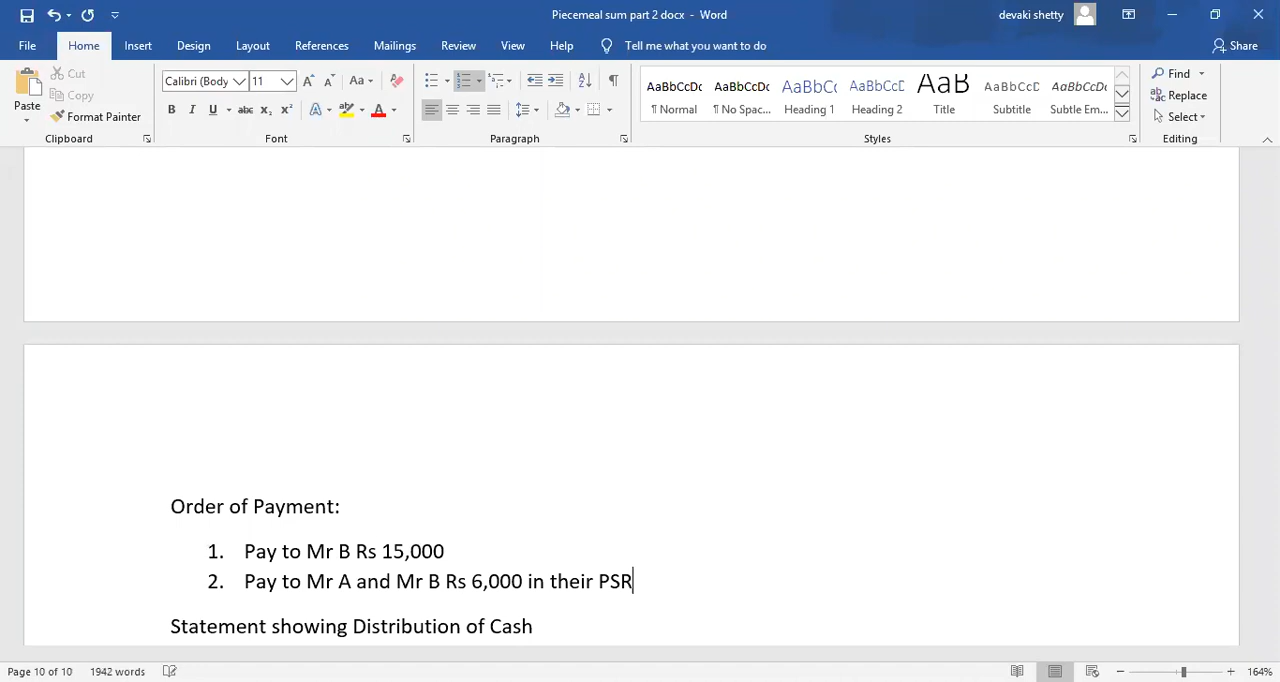 Piecemeal sum part 2 docx - Word
devaki shetty
File Home Insert Design Layout References Mailings Review View Help Tell me what you want to do Share
Paste
Cut
Copy
Format Painter
Clipboard
Calibri (Body 11
Font
Paragraph
AaBbCcDc AaBbCcDc AaBbCc AaBbCcD AaB AaBbCcD AaBbCcDc
¶ Normal ¶ No Spac... Heading 1 Heading 2 Title Subtitle Subtle Em...
Styles
Find
Replace
Select
Editing
Order of Payment:
1. Pay to Mr B Rs 15,000
2. Pay to Mr A and Mr B Rs 6,000 in their PSR
Statement showing Distribution of Cash
Page 10 of 10 1942 words 164%